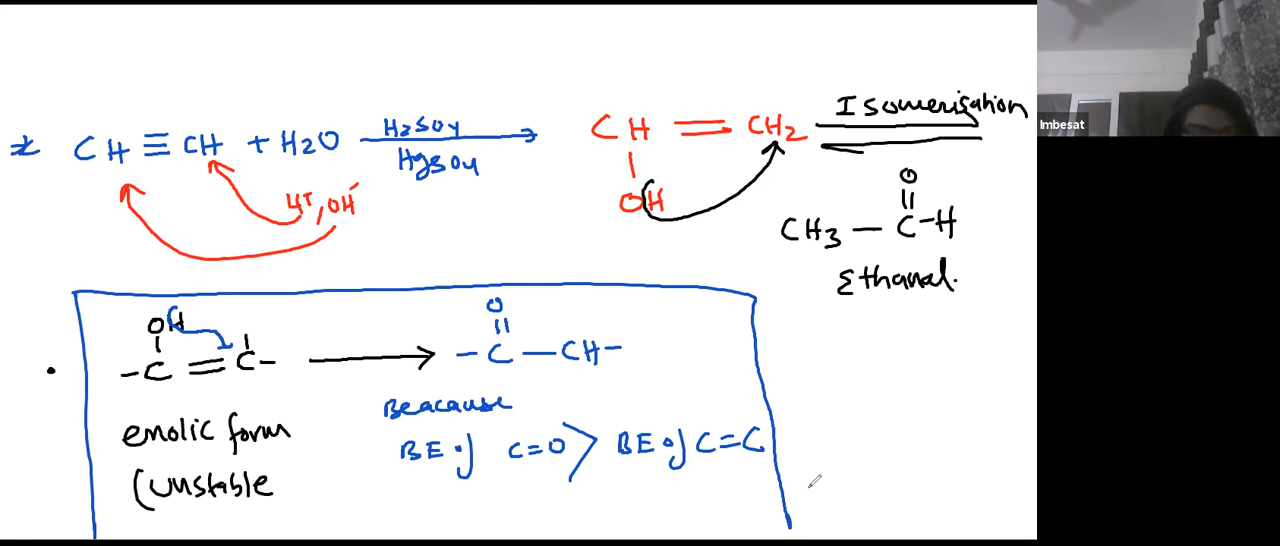 Isomerisation
CH ≡ CH + H2O H2SO4 CH = CH2
HgSO4
OH
H+, OH-
Imbesat
O
||
CH3 — C-H
Ethanal.
OH
-C = C-
O
||
-C — CH-
enolic form
(unstable
Beacause
BE of C=O > BE of C=C